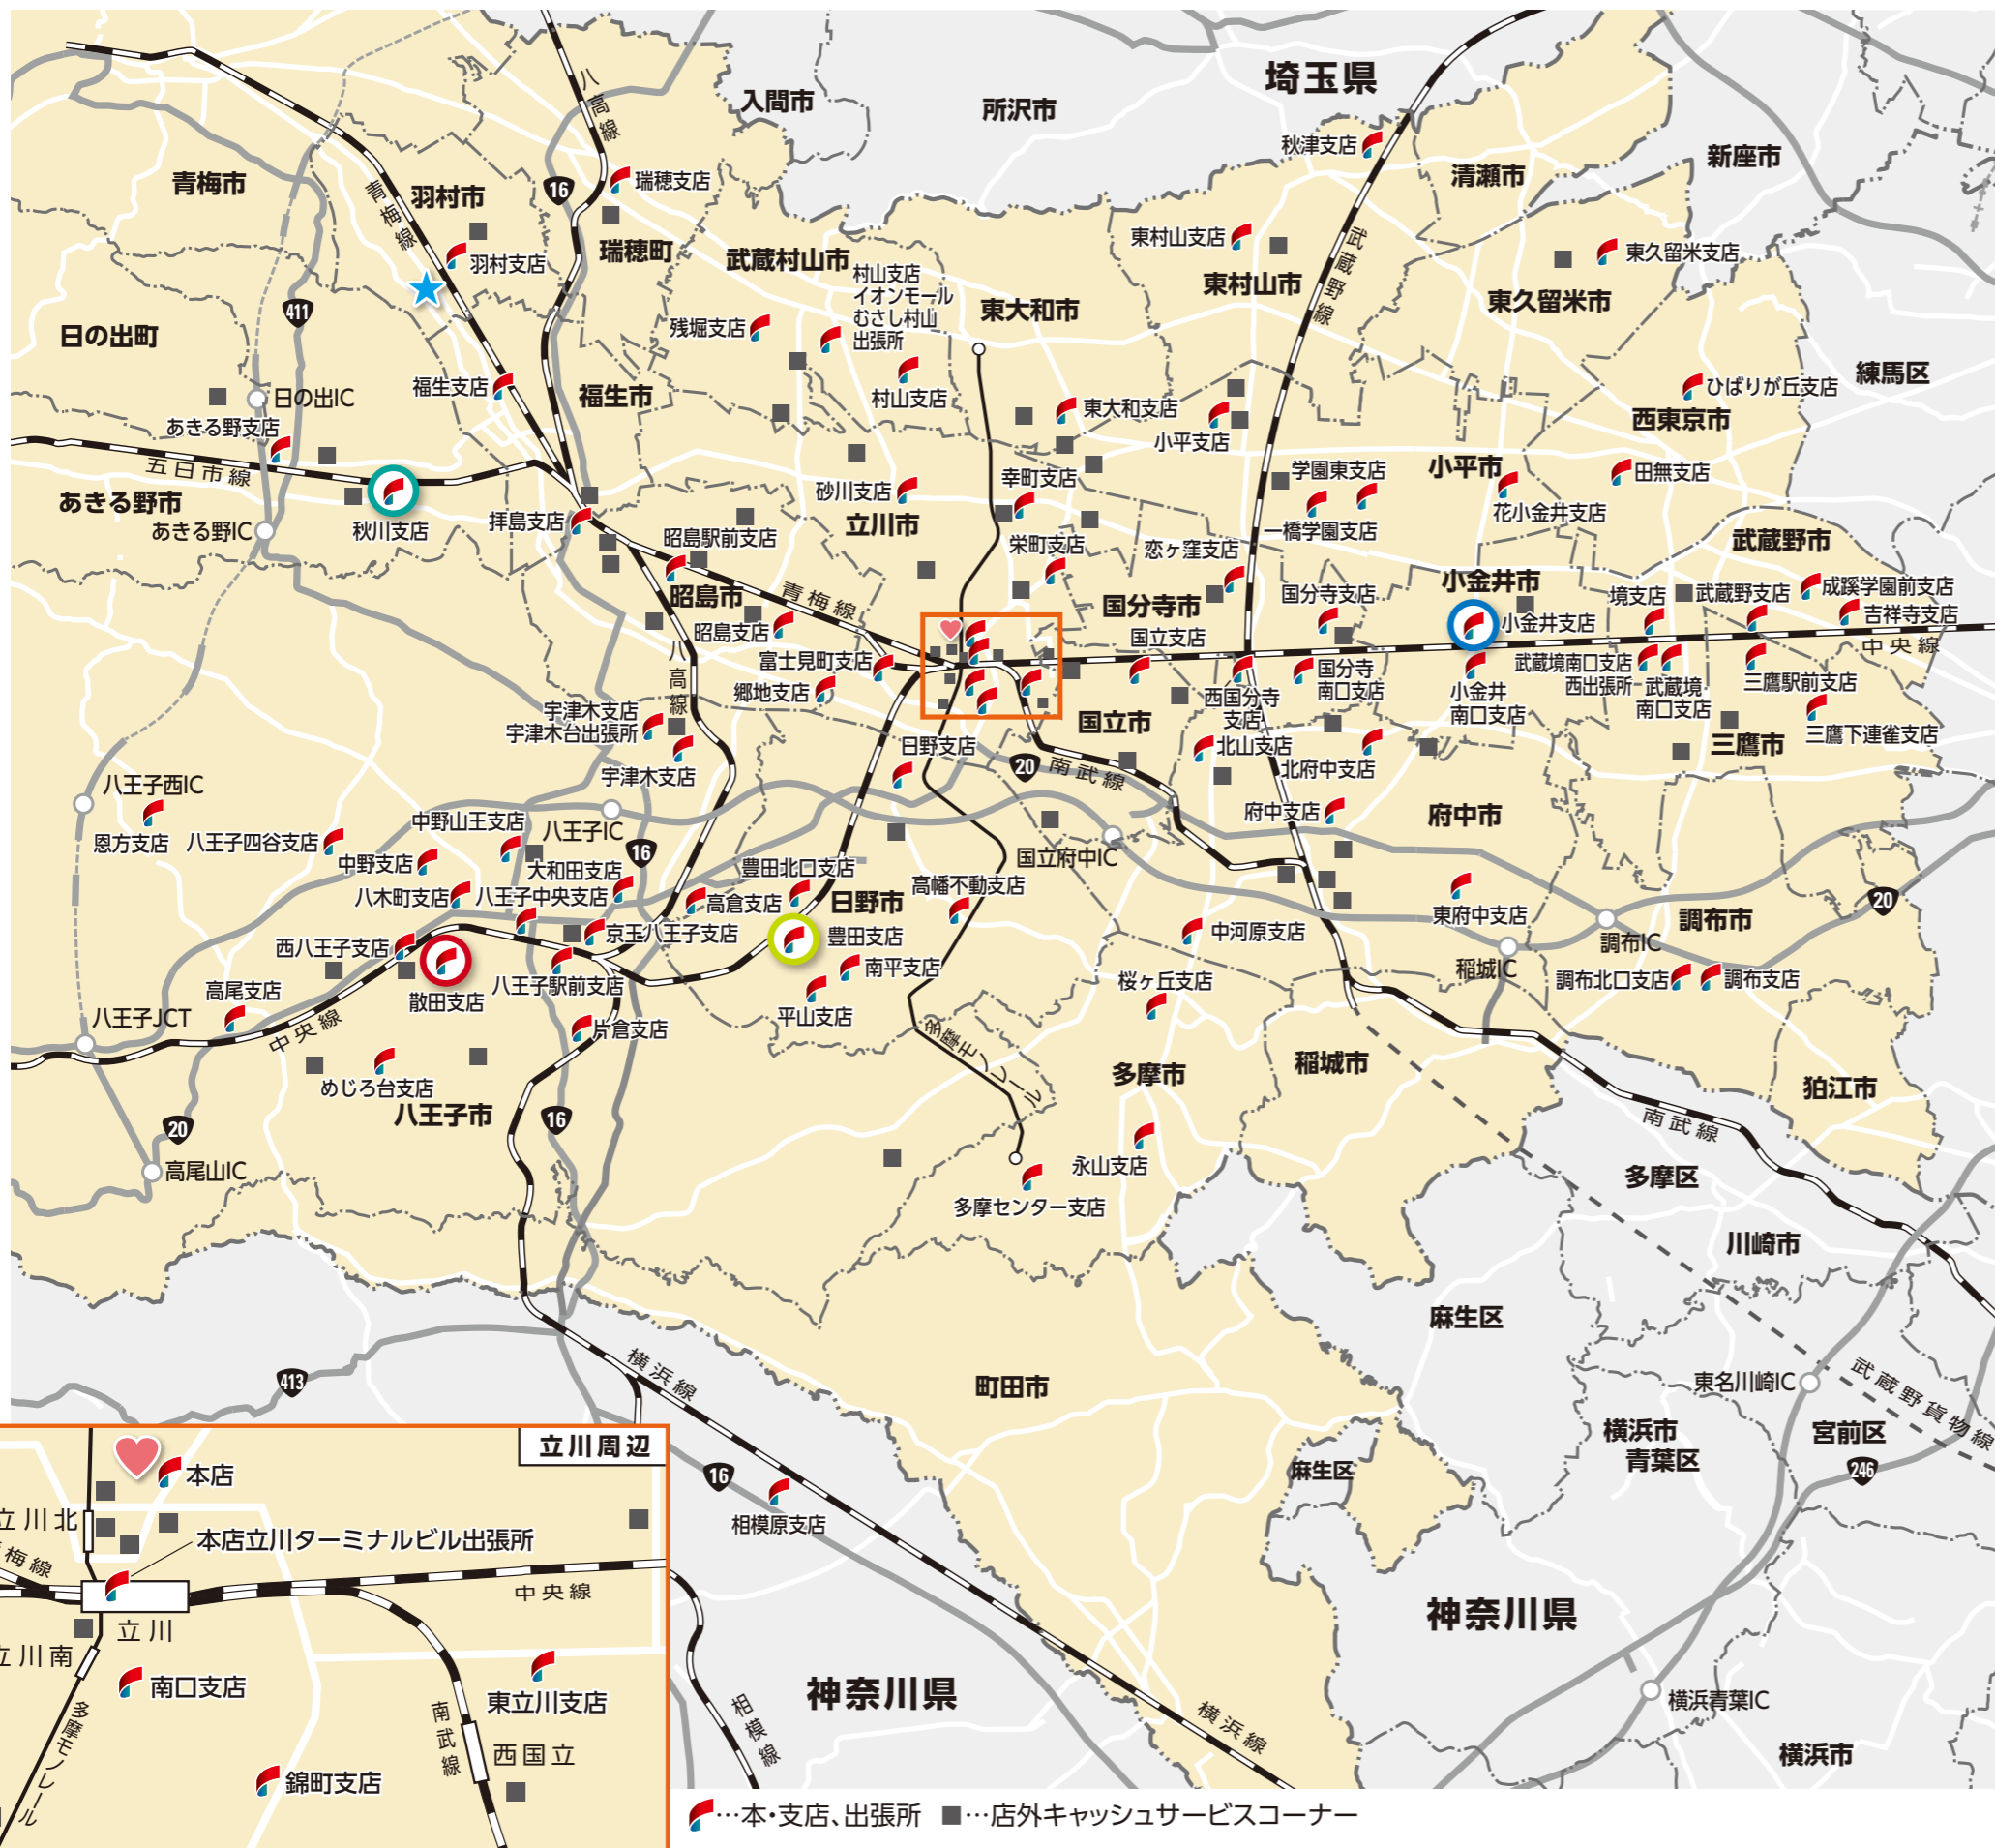 埼玉県
入間市
所沢市
八高線
秋津支店
新座市
清瀬市
青梅市
青梅線
羽村市
16
瑞穂支店
瑞穂町
羽村支店
武蔵村山市
東村山支店
東村山市
武蔵野線
東久留米支店
東久留米市
村山支店
イオンモール
むさし村山
出張所
東大和市
残堀支店
411
日の出町
練馬区
日の出IC
福生支店
福生市
村山支店
東大和支店
小平支店
ひばりが丘支店
西東京市
あきる野支店
五日市線
あきる野市
あきる野IC
秋川支店
拝島支店
昭島駅前支店
砂川支店
立川市
幸町支店
栄町支店
学園東支店
一橋学園支店
小平市
花小金井支店
田無支店
武蔵野市
恋ヶ窪支店
昭島市
青梅線
昭島支店
国分寺市
国分寺支店
小金井市
小金井支店
境支店
武蔵野支店
成蹊学園前支店
吉祥寺支店
国立支店
中央線
富士見町支店
郷地支店
八高線
西国分寺
支店
国分寺
南口支店
小金井
南口支店
武蔵境南口支店
西出張所
武蔵境
南口支店
三鷹駅前支店
三鷹下連雀支店
三鷹市
国立市
宇津木支店
宇津木台出張所
宇津木支店
日野支店
20
南武線
北山支店
北府中支店
府中支店
府中市
八王子西IC
恩方支店
八王子四谷支店
中野山王支店
八王子IC
中野支店
大和田支店
16
八木町支店
八王子中央支店
高倉支店
豊田北口支店
日野市
高幡不動支店
国立府中IC
東府中支店
20
調布市
調布IC
京王八王子支店
豊田支店
中河原支店
西八王子支店
散田支店
八王子駅前支店
南平支店
平山支店
桜ヶ丘支店
稲城IC
調布北口支店
調布支店
高尾支店
八王子JCT
中央線
片倉支店
多摩モノレール
めじろ台支店
八王子市
多摩市
稲城市
狛江市
20
16
高尾山IC
南武線
永山支店
多摩センター支店
多摩区
川崎市
麻生区
413
横浜線
町田市
東名川崎IC
武蔵野貨物線
横浜市
青葉区
宮前区
246
麻生区
16
相模原支店
神奈川県
神奈川県
相模線
横浜線
横浜青葉IC
横浜市
立川周辺
本店
立川北
本店立川ターミナルビル出張所
梅線
中央線
立川
立川南
南口支店
東立川支店
南武線
西国立
多摩モノレール
錦町支店
…本・支店、出張所 ■…店外キャッシュサービスコーナー